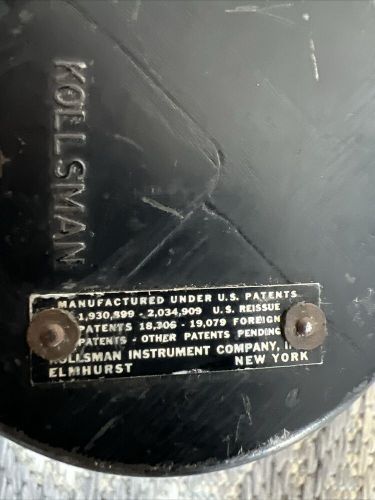 KOLLSMAN
MANUFACTURED UNDER U.S. PATENTS
1,930,899 - 2,034,909 U.S. REISSUE
PATENTS 18,306 - 19,079 FOREIGN
PATENTS - OTHER PATENTS PENDING
KOLLSMAN INSTRUMENT COMPANY,
ELMHURST NEW YORK